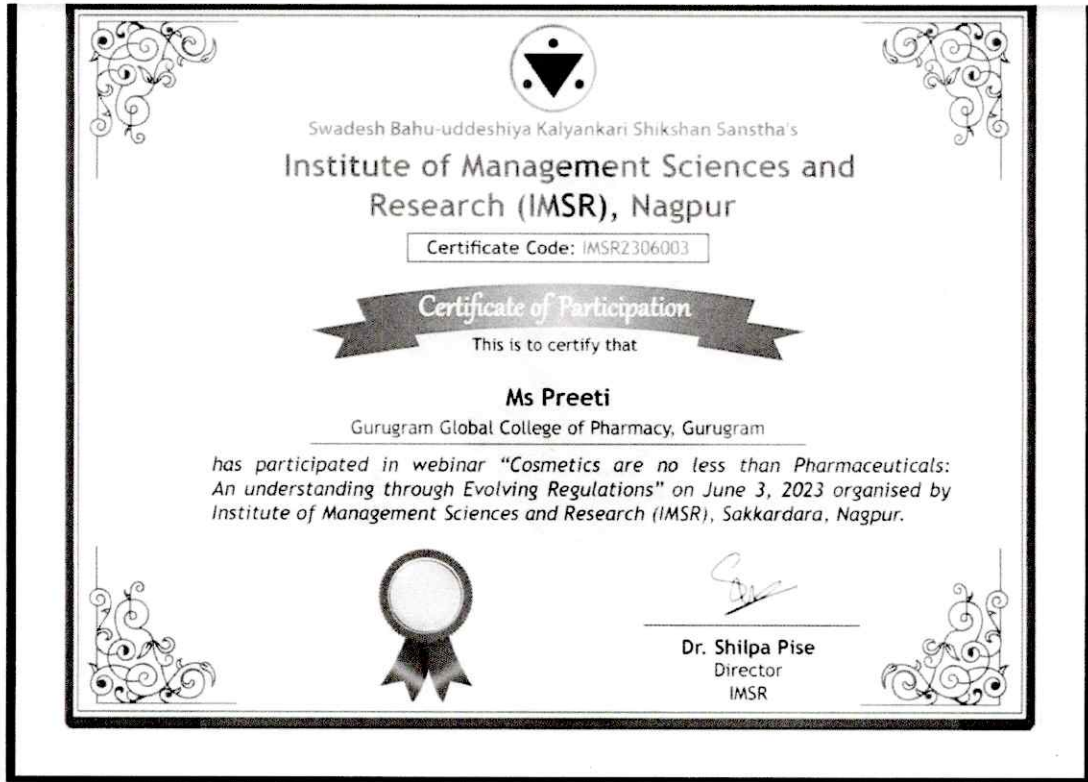 Swadesh Bahu-uddeshiya Kalyankari Shikshan Sanstha's
Institute of Management Sciences and
Research (IMSR), Nagpur
Certificate Code: IMSR2306003
Certificate of Participation
This is to certify that
Ms Preeti
Gurugram Global College of Pharmacy, Gurugram
has participated in webinar “Cosmetics are no less than Pharmaceuticals:
An understanding through Evolving Regulations” on June 3, 2023 organised by
Institute of Management Sciences and Research (IMSR), Sakkardara, Nagpur.
Dr. Shilpa Pise
Director
IMSR